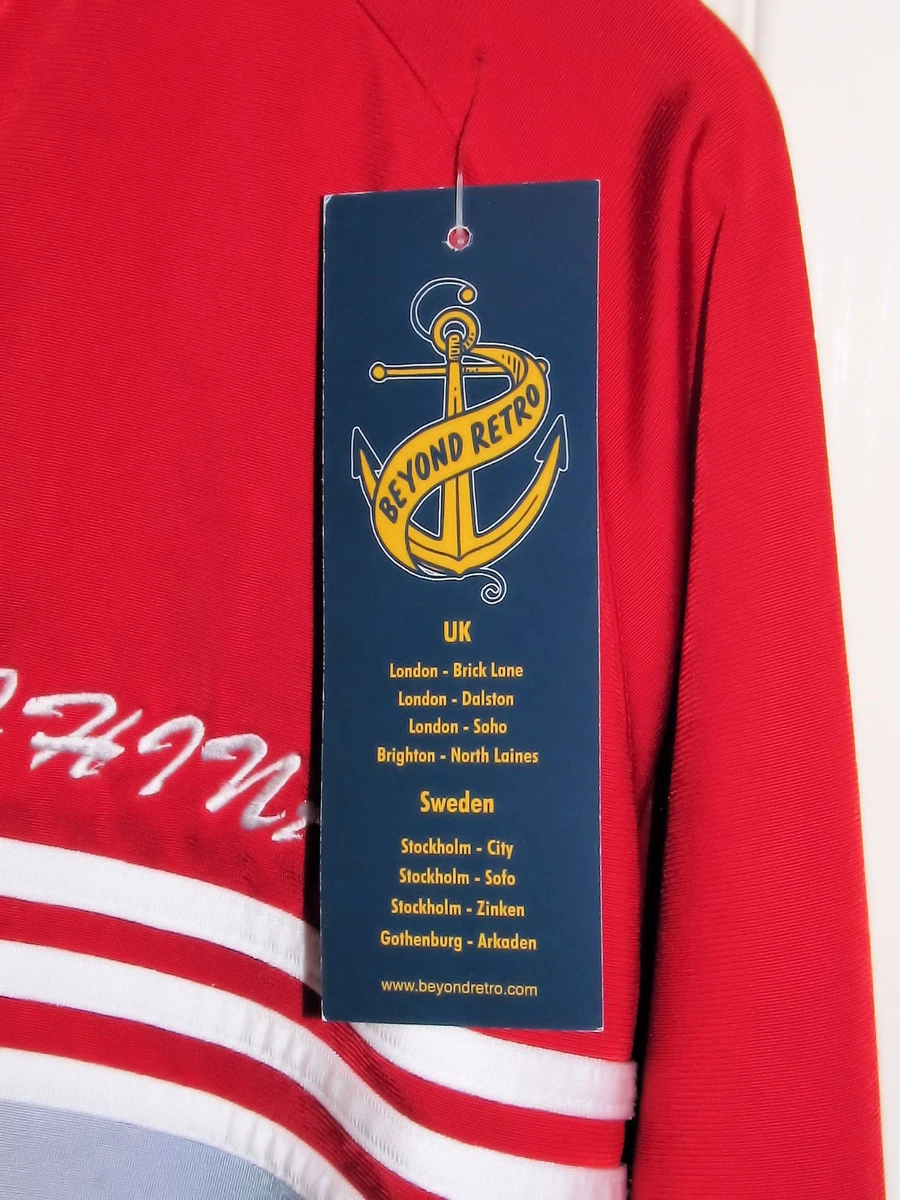 BEYOND RETRO
UK
London - Brick Lane
London - Dalston
London - Soho
Brighton - North Laines
Sweden
Stockholm - City
Stockholm - Sofo
Stockholm - Zinken
Gothenburg - Arkaden
www.beyondretro.com